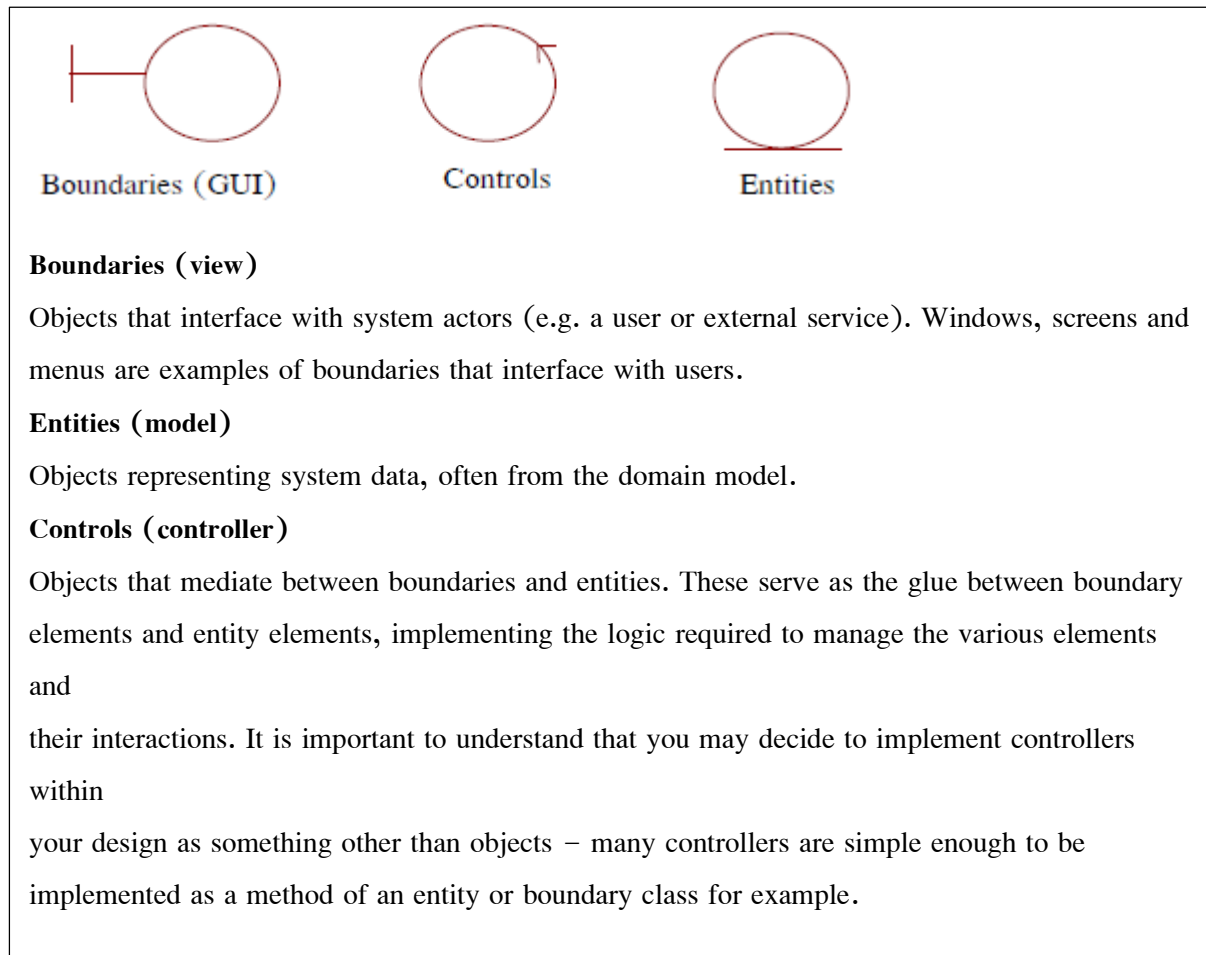 Boundaries (GUI) Controls Entities
Boundaries (view)
Objects that interface with system actors (e.g. a user or external service). Windows, screens and
menus are examples of boundaries that interface with users.
Entities (model)
Objects representing system data, often from the domain model.
Controls (controller)
Objects that mediate between boundaries and entities. These serve as the glue between boundary
elements and entity elements, implementing the logic required to manage the various elements
and
their interactions. It is important to understand that you may decide to implement controllers
within
your design as something other than objects – many controllers are simple enough to be
implemented as a method of an entity or boundary class for example.